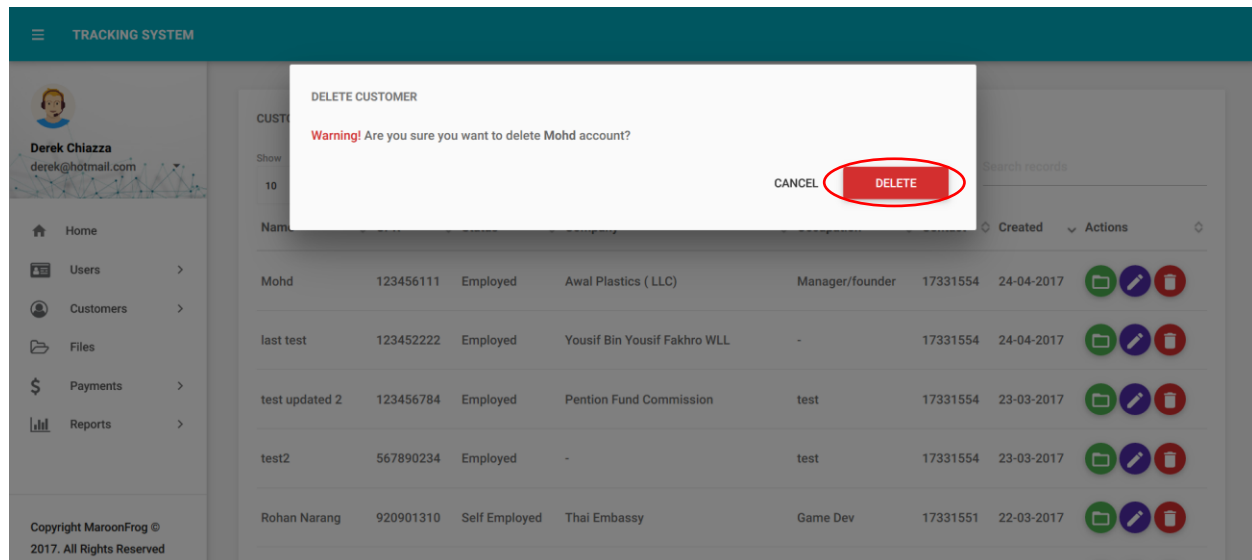 TRACKING SYSTEM
DELETE CUSTOMER
Warning! Are you sure you want to delete Mohd account?
CANCEL
DELETE
Derek Chiazza
derek@hotmail.com
Home
Users
Customers
Files
Payments
Reports
Copyright MaroonFrog ©
2017. All Rights Reserved
Show
10
Search records
Created Actions
Mohd 123456111 Employed Awal Plastics ( LLC) Manager/founder 17331554 24-04-2017
last test 123452222 Employed Yousif Bin Yousif Fakhro WLL - 17331554 24-04-2017
test updated 2 123456784 Employed Pention Fund Commission test 17331554 23-03-2017
test2 567890234 Employed - test 17331554 23-03-2017
Rohan Narang 920901310 Self Employed Thai Embassy Game Dev 17331551 22-03-2017